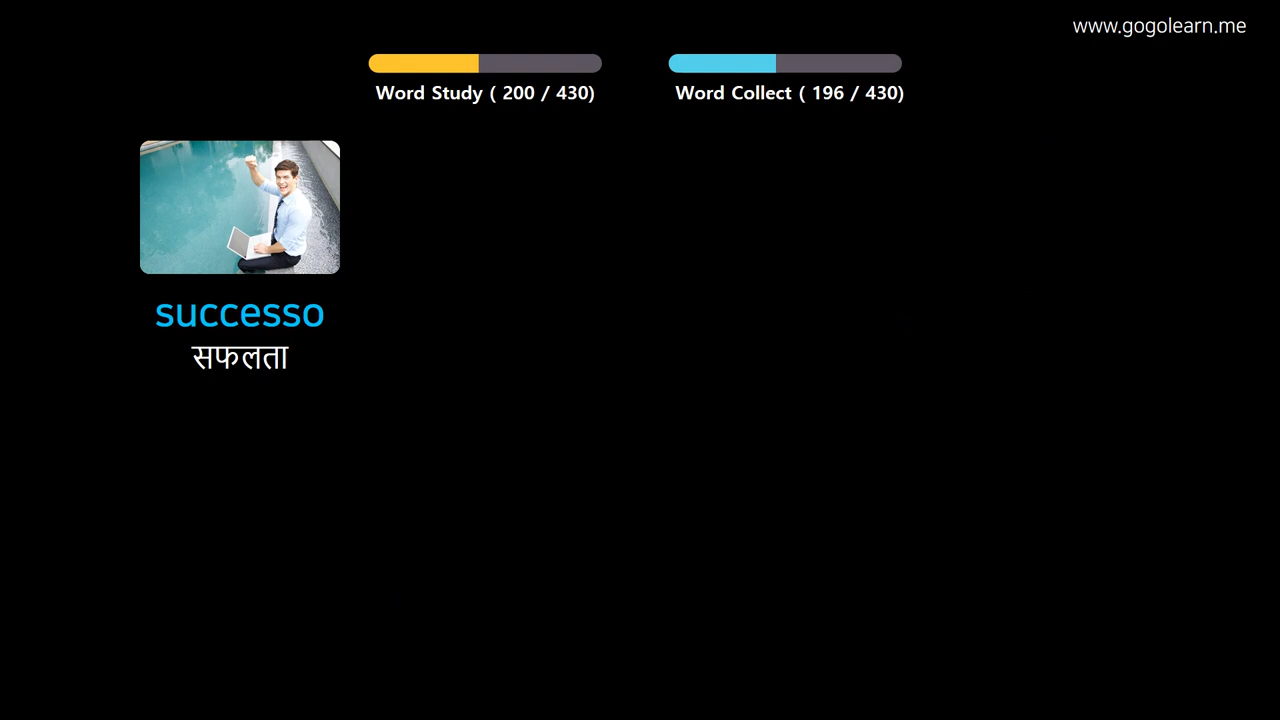 www.gogolearn.me
Word Study ( 200 / 430)
Word Collect ( 196 / 430)
successo
सफलता